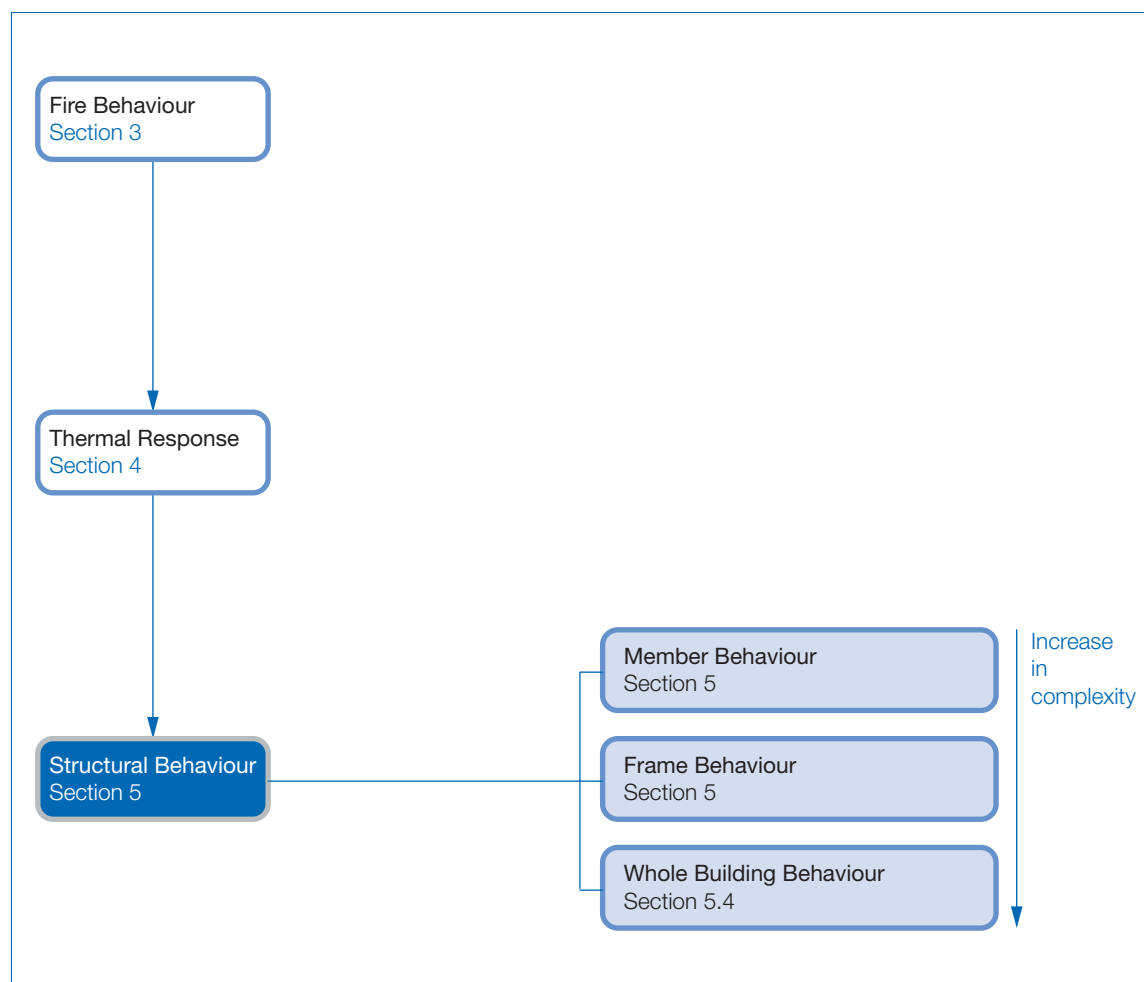 Fire Behaviour
Section 3
Thermal Response
Section 4
Structural Behaviour
Section 5
Member Behaviour
Section 5
Frame Behaviour
Section 5
Whole Building Behaviour
Section 5.4
Increase
in
complexity